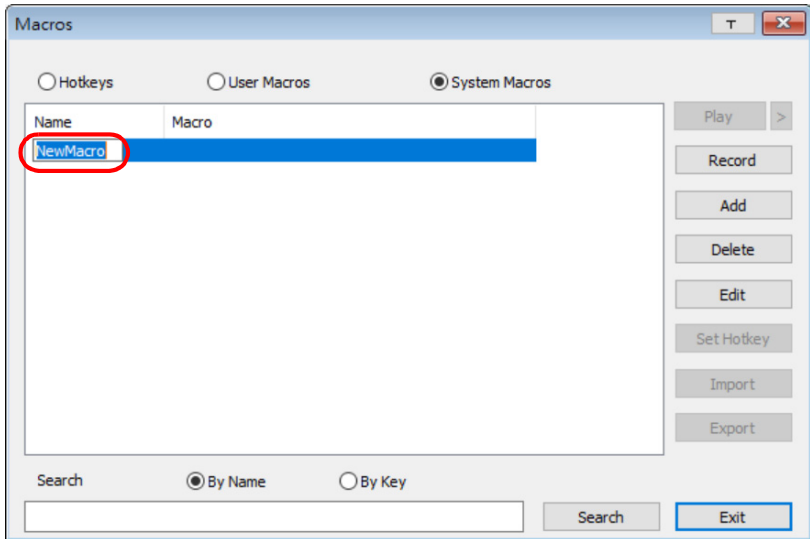 Macros
T
Hotkeys User Macros System Macros
Name Macro
NewMacro
Play >
Record
Add
Delete
Edit
Set Hotkey
Import
Export
Search By Name By Key
Search Exit